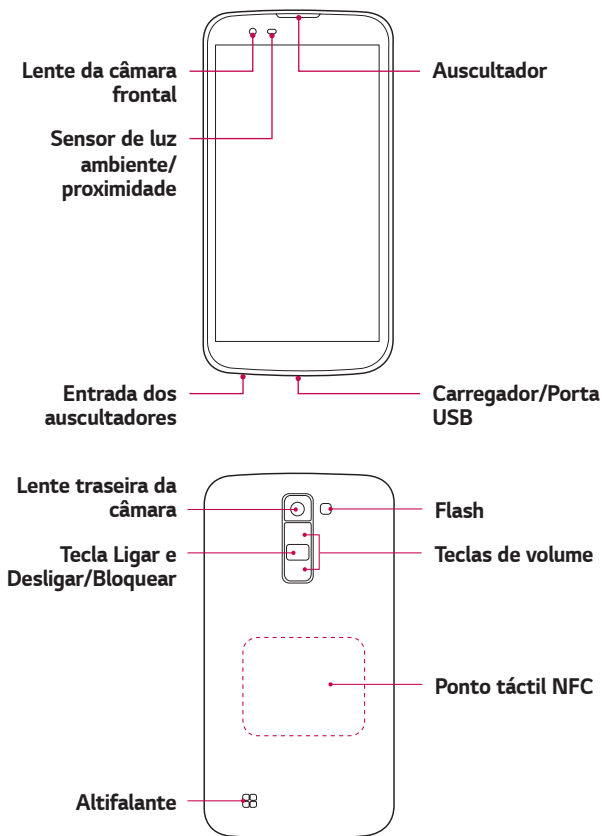 Lente da câmara
frontal
Auscultador
Sensor de luz
ambiente/
proximidade
Entrada dos
auscultadores
Carregador/Porta
USB
Lente traseira da
câmara
Flash
Tecla Ligar e
Desligar/Bloquear
Teclas de volume
Ponto táctil NFC
Altifalante